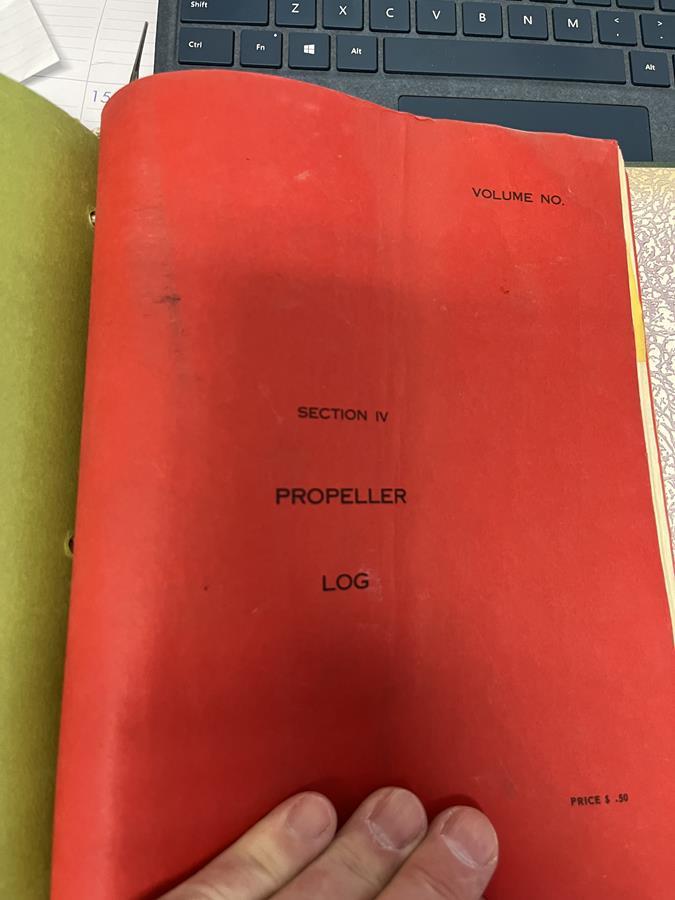 Shift
Z X C V B N M < , > .
Ctrl Fn Alt Alt
15
VOLUME NO.
SECTION IV
PROPELLER
LOG
PRICE $ .50